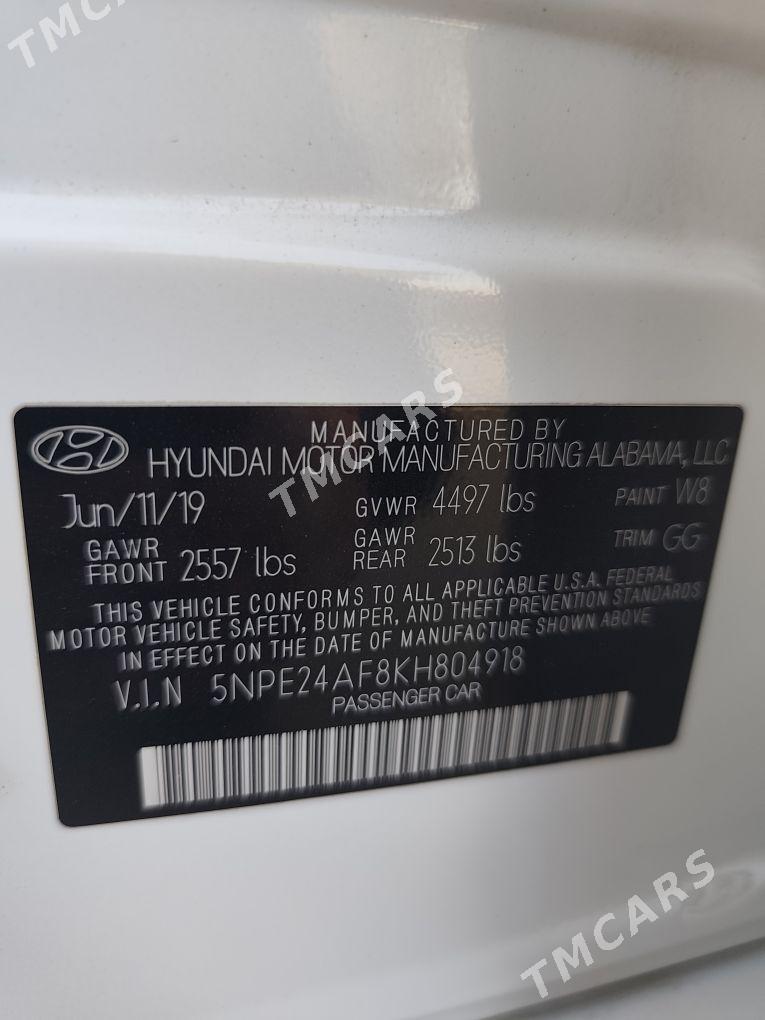 TMCARS
MANUFACTURED BY
HYUNDAI MOTOR MANUFACTURING ALABAMA, LLC
Jun/11/19 GVWR 4497 lbs PAINT W8
GAWR FRONT 2557 lbs GAWR REAR 2513 lbs TRIM GG
THIS VEHICLE CONFORMS TO ALL APPLICABLE U.S.A. FEDERAL
MOTOR VEHICLE SAFETY, BUMPER, AND THEFT PREVENTION STANDARDS
IN EFFECT ON THE DATE OF MANUFACTURE SHOWN ABOVE
V.I.N 5NPE24AF8KH804918
PASSENGER CAR
TMCARS
TMCARS